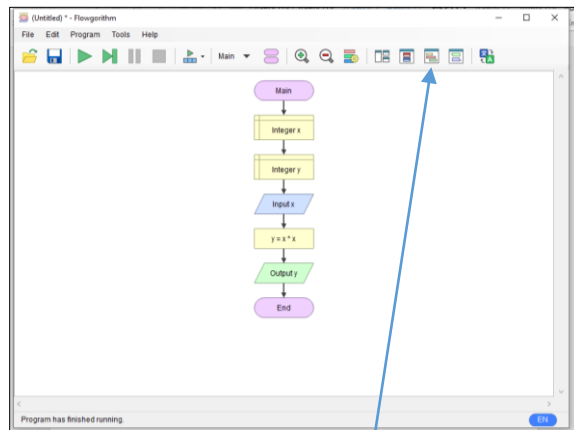 (Untitled) * - Flowgorithm
File Edit Program Tools Help
Main
Main
Integer x
Integer y
Input x
y = x * x
Output y
End
Program has finished running.
EN